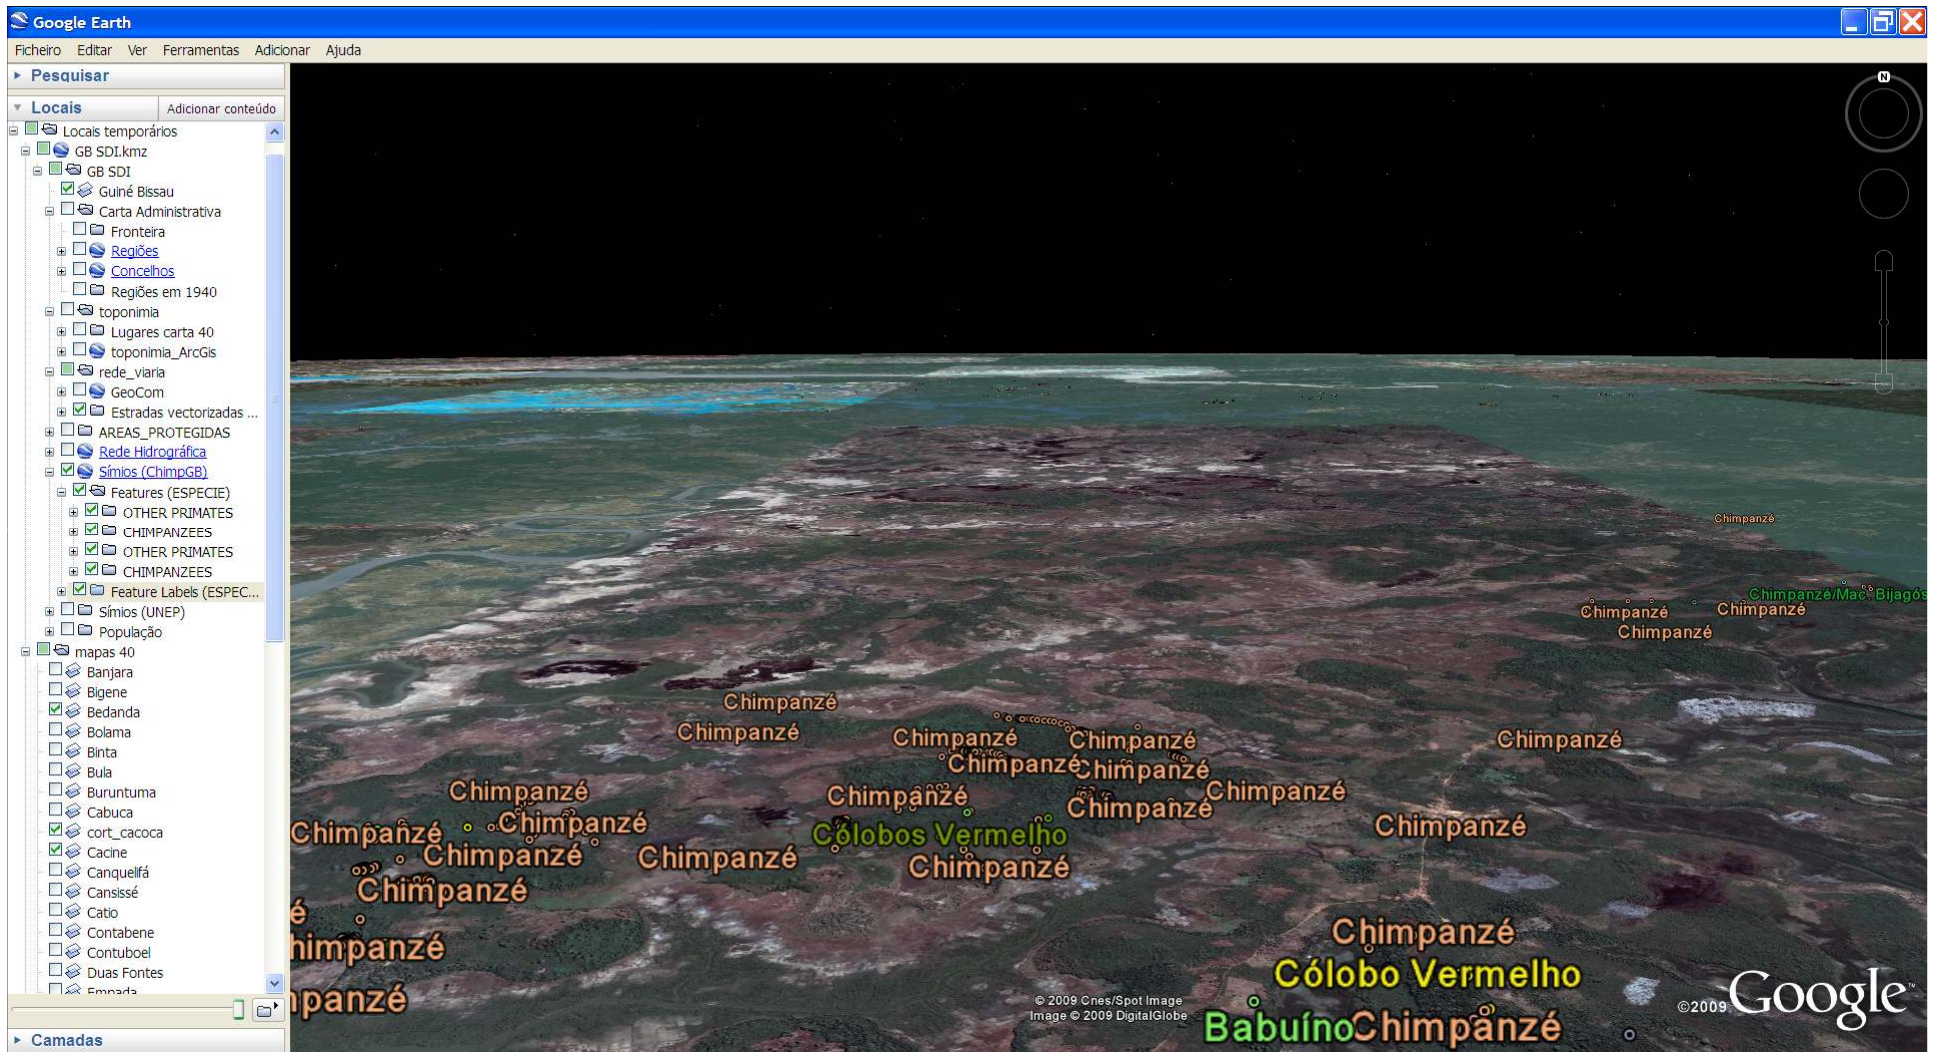 Google Earth
Ficheiro Editar Ver Ferramentas Adicionar Ajuda
Pesquisar
Locais Adicionar conteúdo
Locais temporários
GB SDI.kmz
GB SDI
Guiné Bissau
Carta Administrativa
Fronteira
Regiões
Concelhos
Regiões em 1940
toponimia
Lugares carta 40
toponimia_ArcGis
rede_viaria
GeoCom
Estradas vectorizadas ...
AREAS_PROTEGIDAS
Rede Hidrográfica
Símios (ChimpGB)
Features (ESPECIE)
OTHER PRIMATES
CHIMPANZEES
OTHER PRIMATES
CHIMPANZEES
Feature Labels (ESPEC...
Símios (UNEP)
População
mapas 40
Banjara
Bigene
Bedanda
Bolama
Binta
Bula
Buruntuma
Cabuca
cort_cacoca
Cacine
Canquelifá
Cansissé
Catio
Contabene
Contuboel
Duas Fontes
Empada
Camadas
N
Chimpanzé
Chimpanzé/Mac. Bijagós
Chimpanzé Chimpanzé
Chimpanzé
Chimpanzé
Chimpanzé Chimpanzé Chimpanzé Chimpanzé
Chimpanzé Chimpanzé
Chimpanzé Chimpanzé Chimpanzé Chimpanzé
Chimpanzé Chimpanzé Cólobos Vermelho Chimpanzé
Chimpanzé Chimpanzé Chimpanzé
Chimpanzé
é
himpanzé Chimpanzé
Cólobo Vermelho
npanzé
© 2009 Cnes/Spot Image
Image © 2009 DigitalGlobe
©2009 Google™
Babuíno Chimpanzé